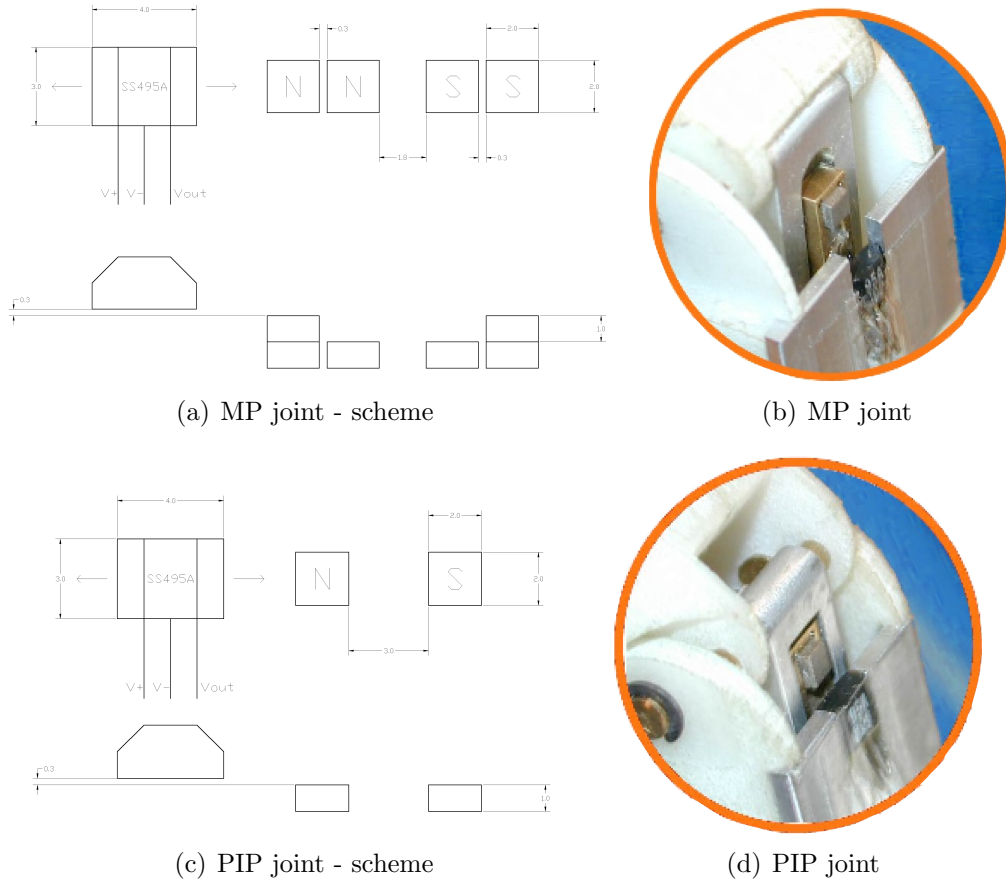 4.0
0.3
2.0
3.0
SS495A
N N S S
2.0
1.8
0.3
V+ V- Vout
0.3
1.0
(a) MP joint - scheme
(b) MP joint
4.0
2.0
3.0
SS495A
N S
2.0
3.0
V+ V- Vout
0.3
1.0
(c) PIP joint - scheme
(d) PIP joint